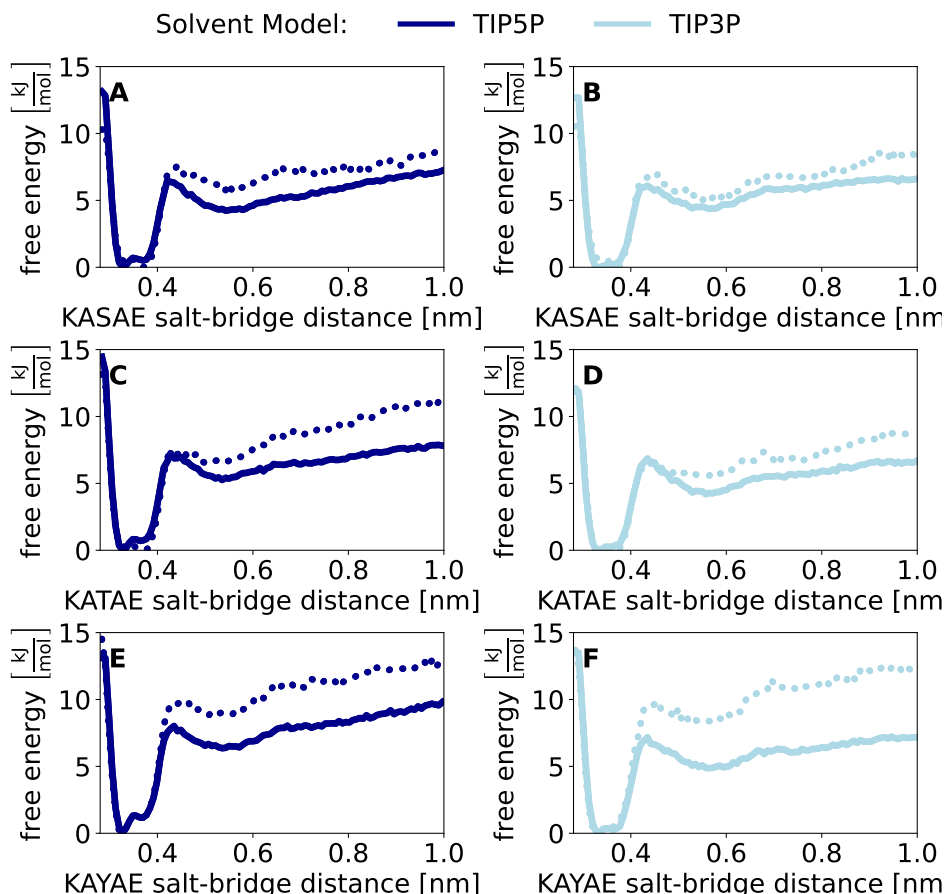 Solvent Model: TIP5P TIP3P
A
free energy [kJ/mol]
15
10
5
0
0.4 0.6 0.8 1.0
KASAE salt-bridge distance [nm]
B
free energy [kJ/mol]
15
10
5
0
0.4 0.6 0.8 1.0
KASAE salt-bridge distance [nm
C
free energy [kJ/mol]
15
10
5
0
0.4 0.6 0.8 1.0
KATAE salt-bridge distance [nm]
D
free energy [kJ/mol]
15
10
5
0
0.4 0.6 0.8 1.0
KATAE salt-bridge distance [nm
E
free energy [kJ/mol]
15
10
5
0
0.4 0.6 0.8 1.0
KAYAE salt-bridge distance [nm]
F
free energy [kJ/mol]
15
10
5
0
0.4 0.6 0.8 1.0
KAYAE salt-bridge distance [nm